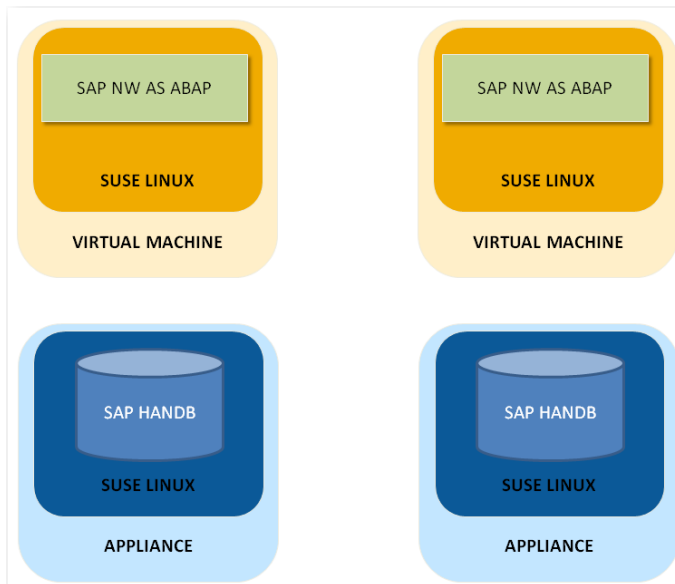 SAP NW AS ABAP
SAP NW AS ABAP
SUSE LINUX
SUSE LINUX
VIRTUAL MACHINE
VIRTUAL MACHINE
SAP HANDB
SAP HANDB
SUSE LINUX
SUSE LINUX
APPLIANCE
APPLIANCE